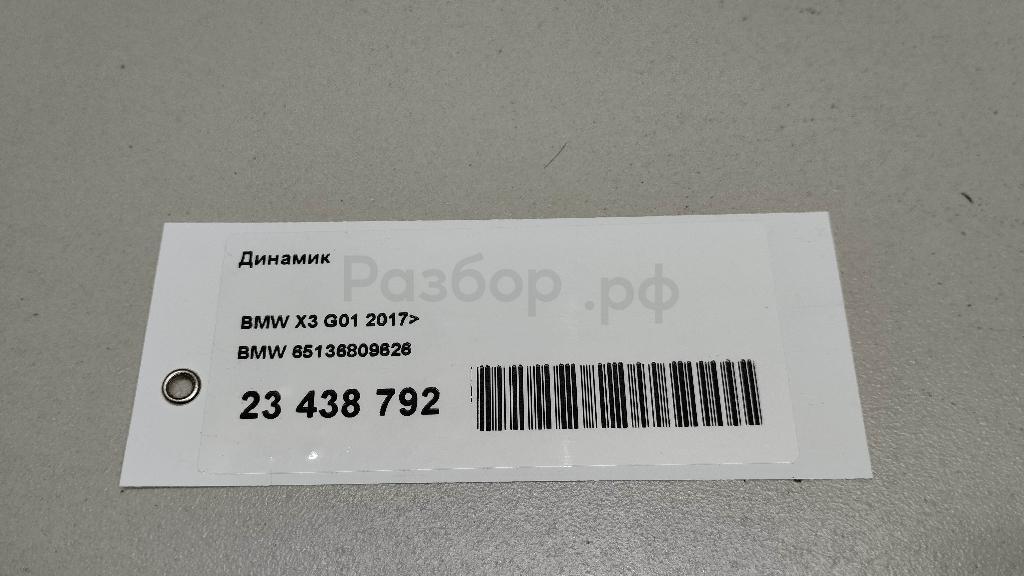 Динамик
Разбор.рф
BMW X3 G01 2017>
BMW 65136809626
23 438 792